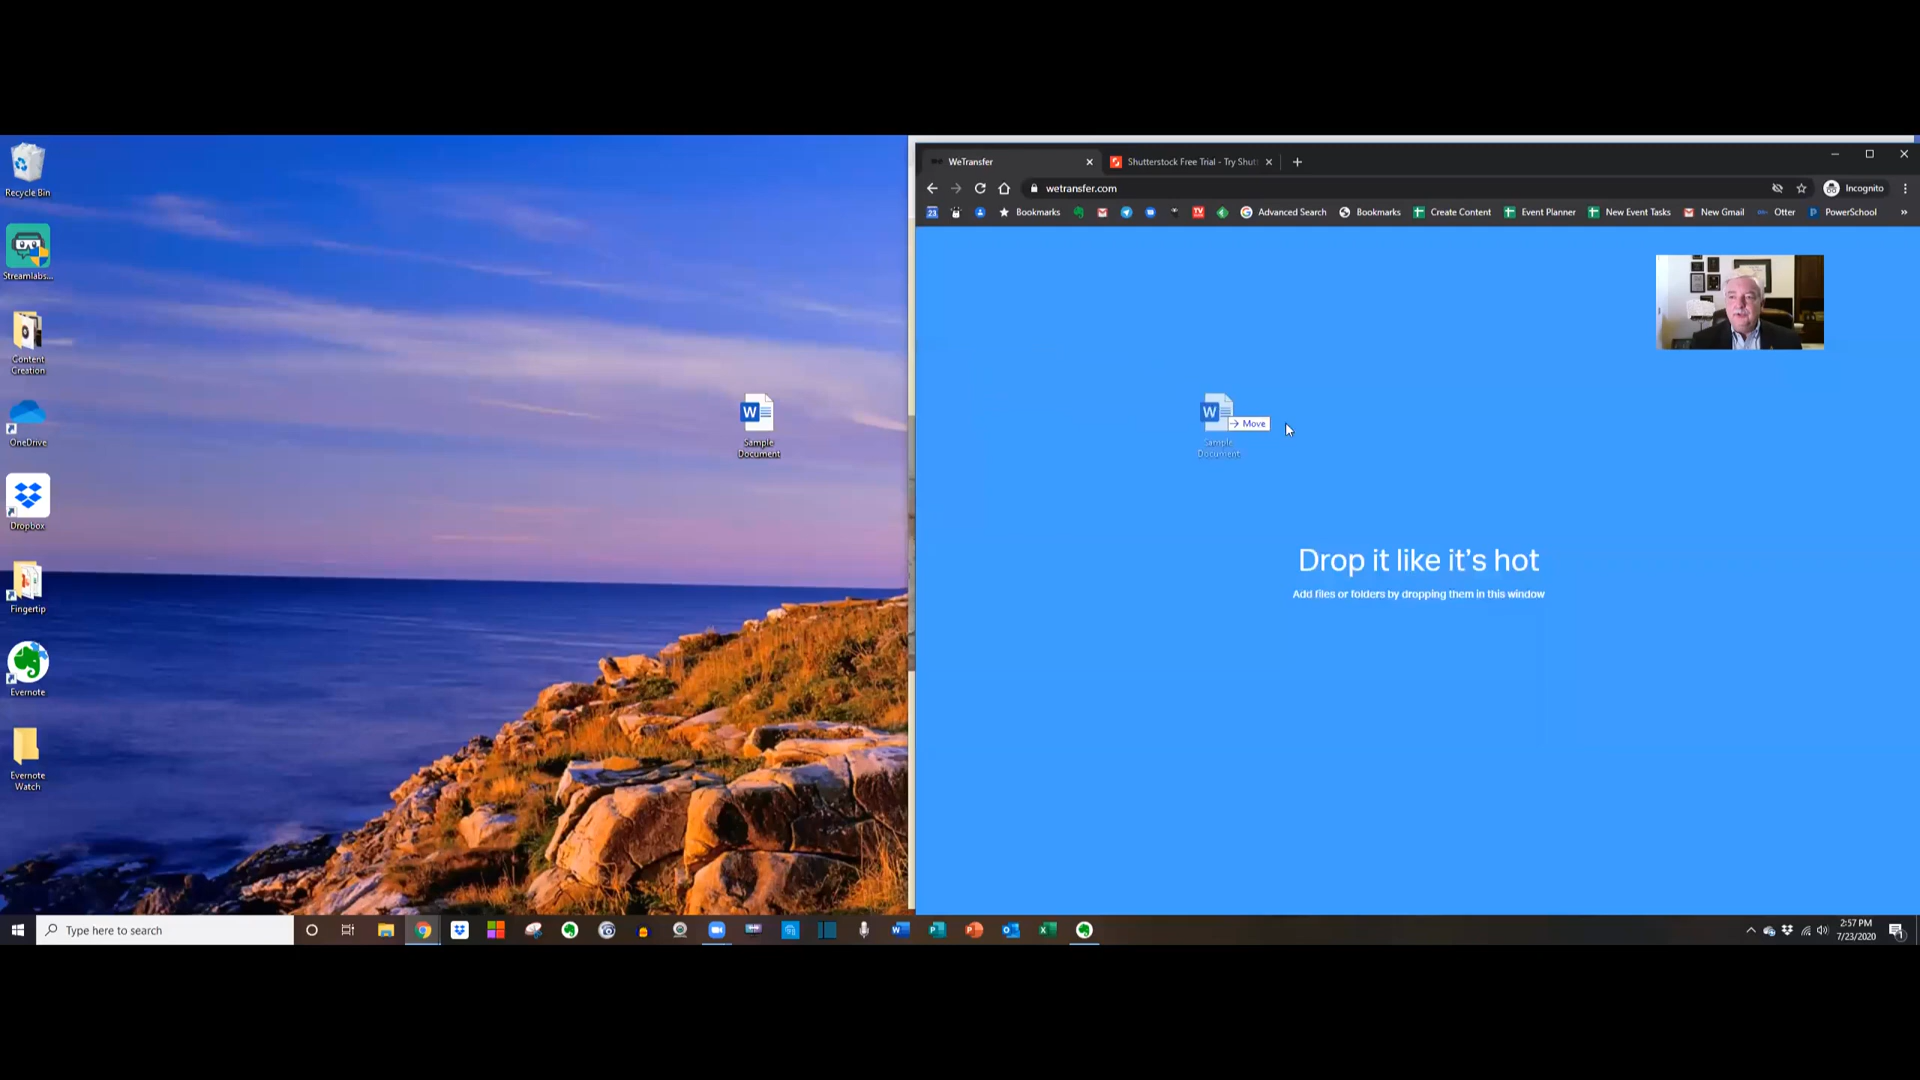 Recycle Bin
Streamlabs...
Content
Creation
OneDrive
Dropbox
Fingertip
Evernote
Evernote
Watch
W
Sample
Document
WeTransfer
Shutterstock Free Trial - Try Shut
wetransfer.com
Incognito
23
Bookmarks
TV
Advanced Search
Bookmarks
Create Content
Event Planner
New Event Tasks
New Gmail
Otter
P
PowerSchool
»
W
→ Move
Sample
Document
Drop it like it's hot
Add files or folders by dropping them in this window
Type here to search
2:57 PM
7/23/2020